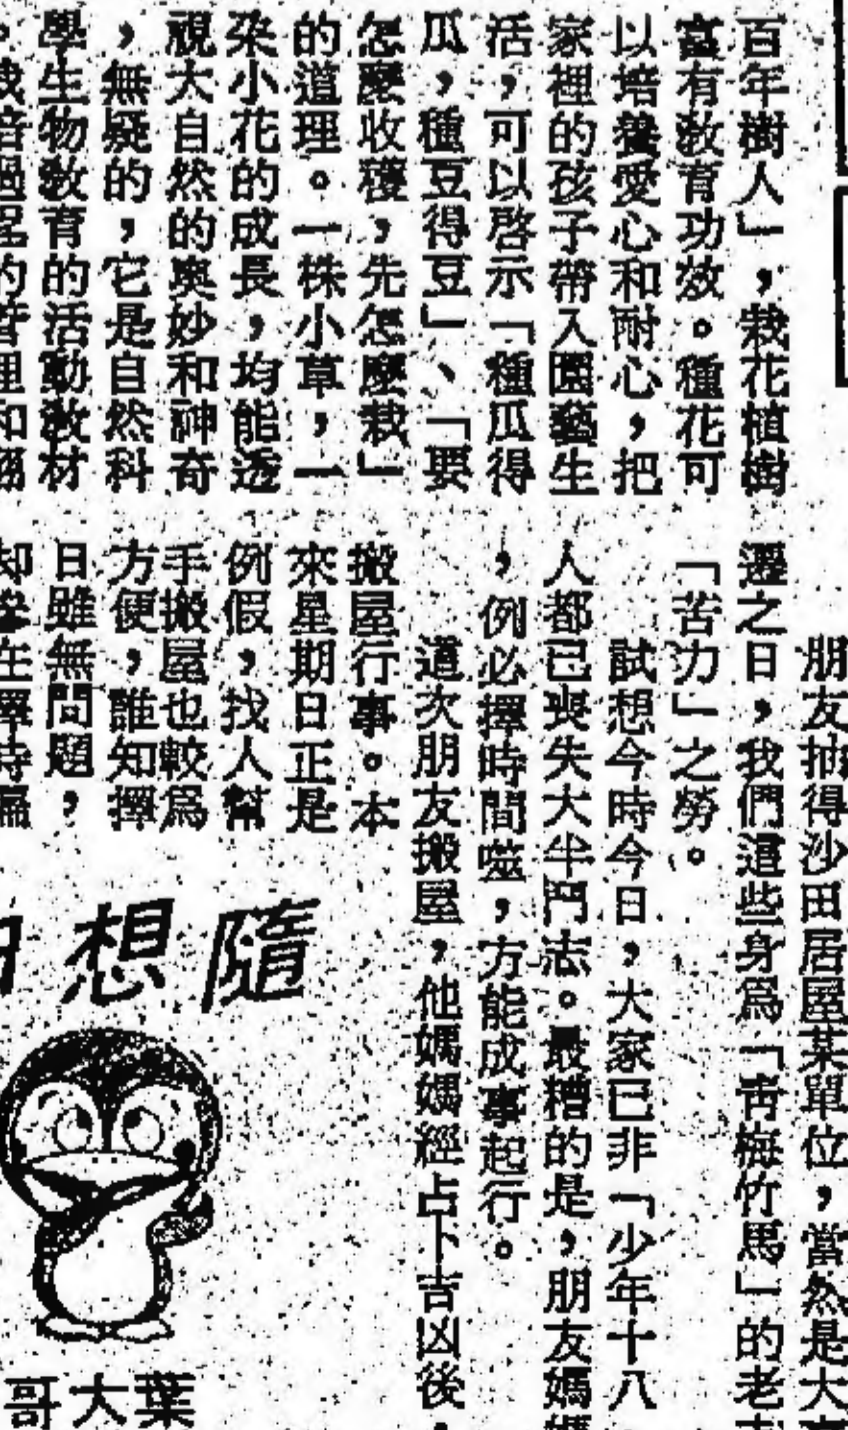 百年樹人」，栽花植樹
富有教育功效。種花可
以培養愛心和耐心，把
家裡的孩子帶入園藝生
活，可以啓示「種瓜得
瓜，種豆得豆」、「要
怎麼收穫，先怎麼栽」
的道理。一株小草，一
朶小花的成長，均能透
視大自然的奧妙和神奇
，無疑的，它是自然科
學生物教育的活動教材
朋友抽得沙田居屋某單位，當然是大
遷之日，我們這些身爲「青梅竹馬」的老
「苦力」之勞。
試想今時今日，大家已非「少年十八
人都已喪失大半鬥志。最糟的是，朋友媽媽
，例必擇時間噬，方能成事起行。
這次朋友搬屋，他媽媽經占卜吉凶後，
搬屋行事。本
來星期日正是
例假，找人幫
手搬屋也較爲
方便，誰知擇
日雖無問題，
却在擇時
隨想
葉大哥